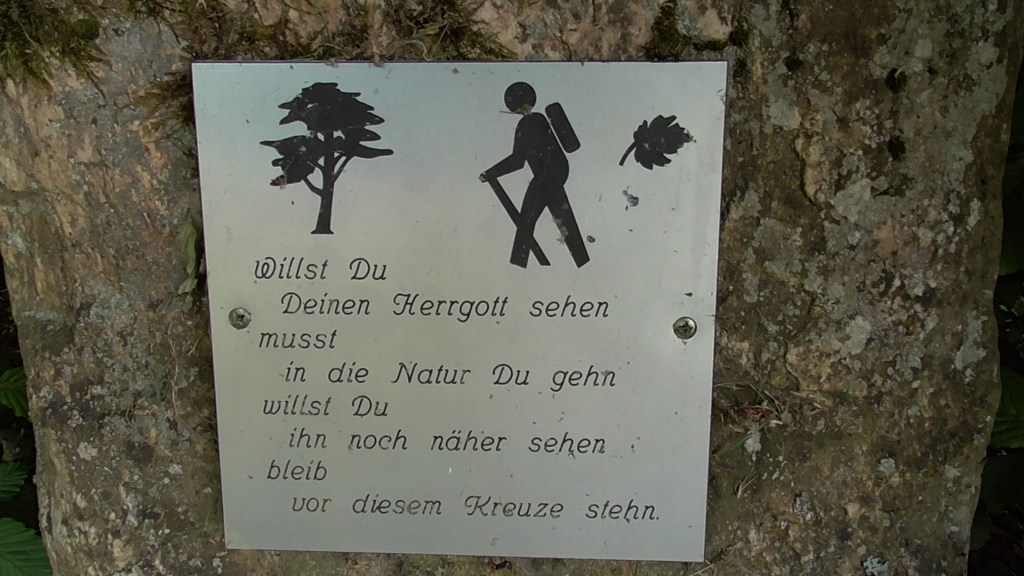 Willst Du
Deinen Herrgott sehen
musst
in die Natur Du gehn
willst Du
ihn noch näher sehen
bleib
vor diesem Kreuze stehn.